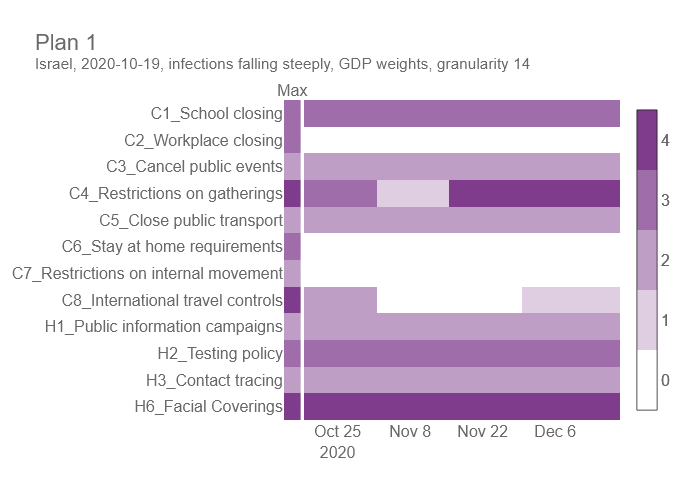 Plan 1
Israel, 2020-10-19, infections falling steeply, GDP weights, granularity 14
Max
C1_School closing
C2_Workplace closing
C3_Cancel public events
C4_Restrictions on gatherings
C5_Close public transport
C6_Stay at home requirements
C7_Restrictions on internal movement
C8_International travel controls
H1_Public information campaigns
H2_Testing policy
H3_Contact tracing
H6_Facial Coverings
Oct 25 Nov 8 Nov 22 Dec 6
2020
4
3
2
1
0